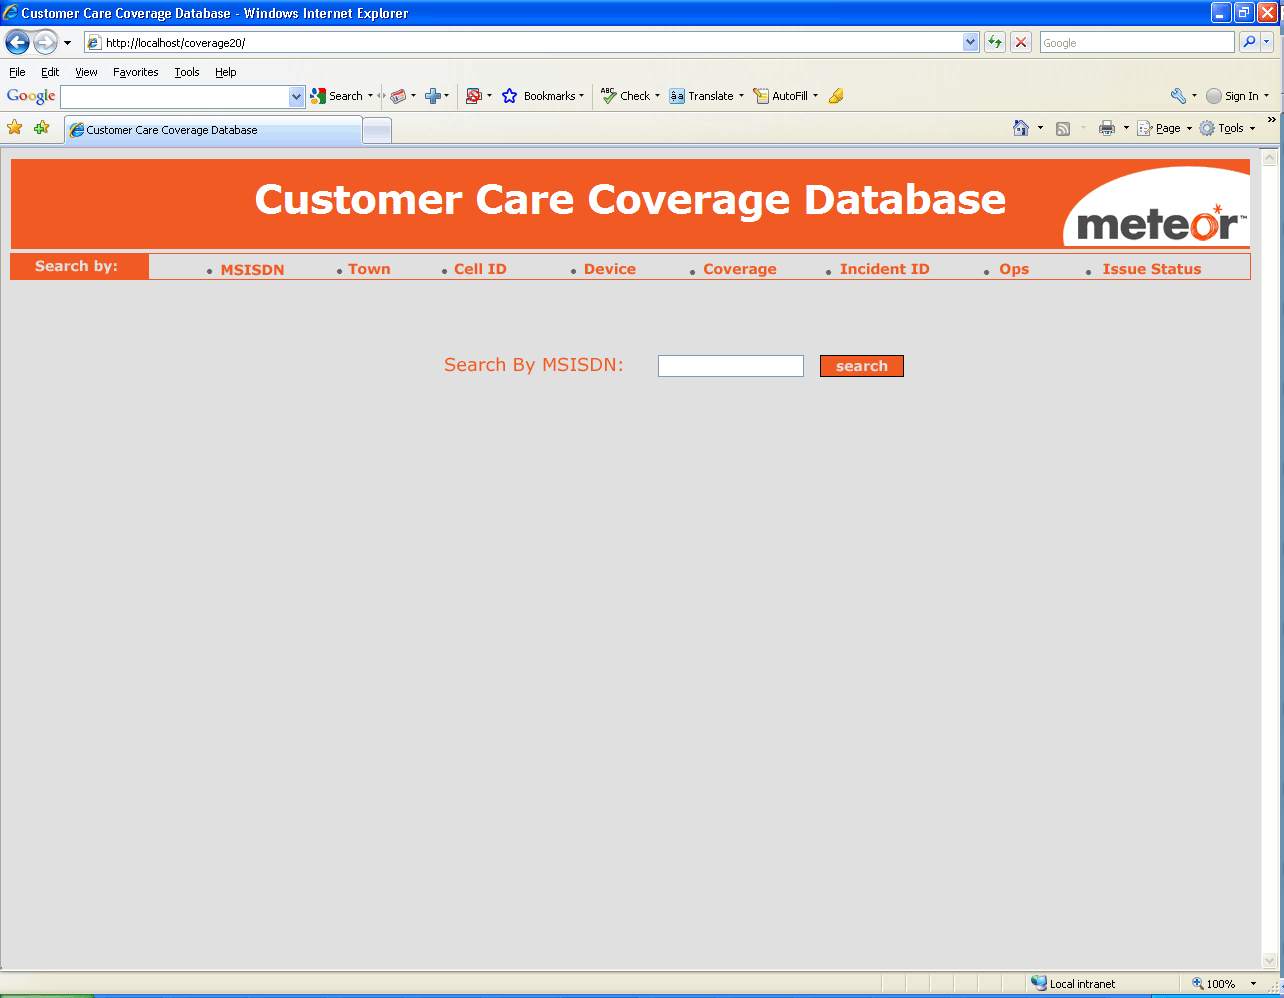 Customer Care Coverage Database - Windows Internet Explorer
http://localhost/coverage20/
Google
File Edit View Favorites Tools Help
Google Search Bookmarks ABC Check áa Translate AutoFill Sign In
Customer Care Coverage Database Page Tools »
Customer Care Coverage Database
meteor™
Search by: • MSISDN • Town • Cell ID • Device • Coverage • Incident ID • Ops • Issue Status
Search By MSISDN: search
Local intranet 100%